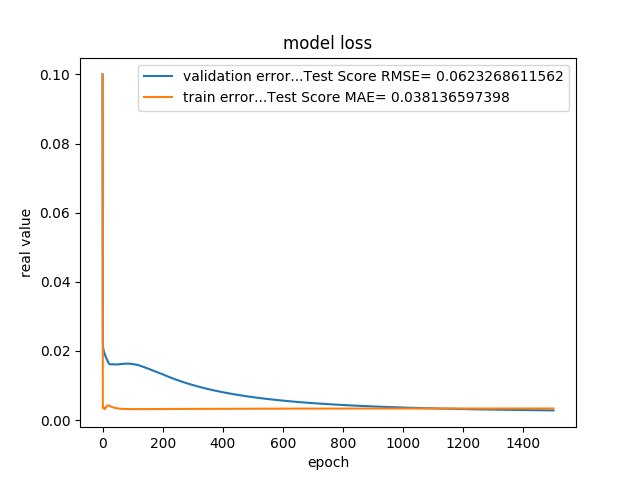 model loss
validation error...Test Score RMSE= 0.0623268611562
train error...Test Score MAE= 0.038136597398
real value
0.10
0.08
0.06
0.04
0.02
0.00
0 200 400 600 800 1000 1200 1400
epoch